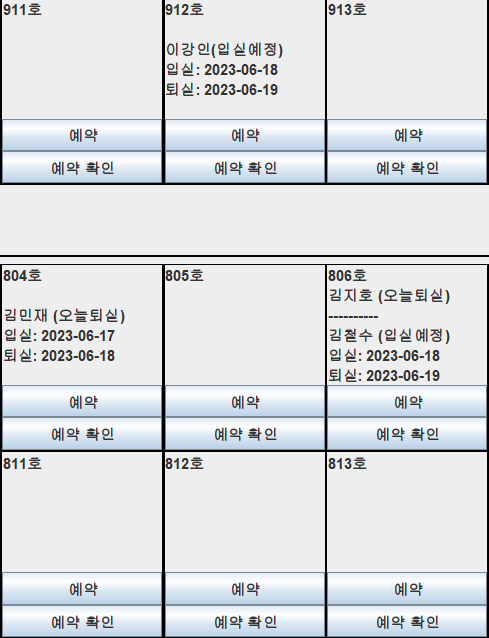 911호
912호
913호
이강인(입실예정)
입실: 2023-06-18
퇴실: 2023-06-19
예약
예약
예약
예약 확인
예약 확인
예약 확인
804호
805호
806호
김지호 (오늘퇴실)
김민재 (오늘퇴실)
----------
입실: 2023-06-17
김철수 (입실예정)
퇴실: 2023-06-18
입실: 2023-06-18
퇴실: 2023-06-19
예약
예약
예약
예약 확인
예약 확인
예약 확인
811호
812호
813호
예약
예약
예약
예약 확인
예약 확인
예약 확인